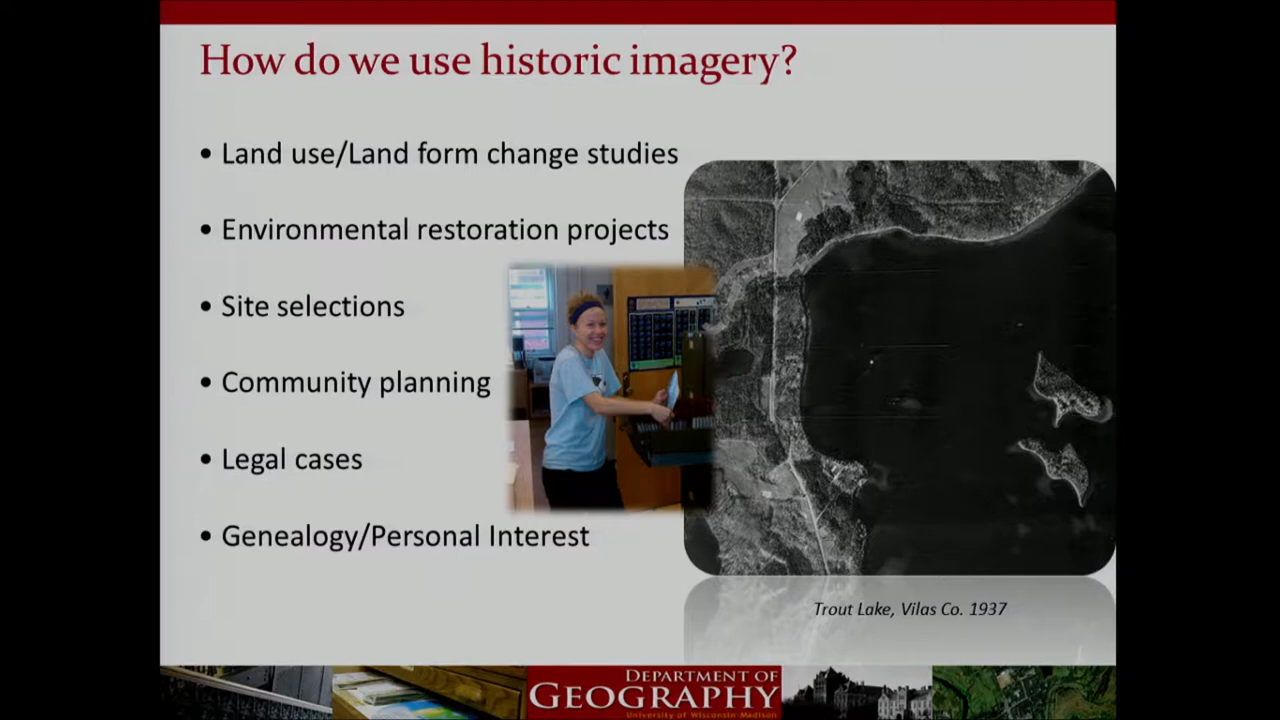 How do we use historic imagery?
• Land use/Land form change studies
• Environmental restoration projects
• Site selections
• Community planning
• Legal cases
• Genealogy/Personal Interest
Trout Lake, Vilas Co. 1937
DEPARTMENT OF
GEOGRAPHY
University of Wisconsin-Madison